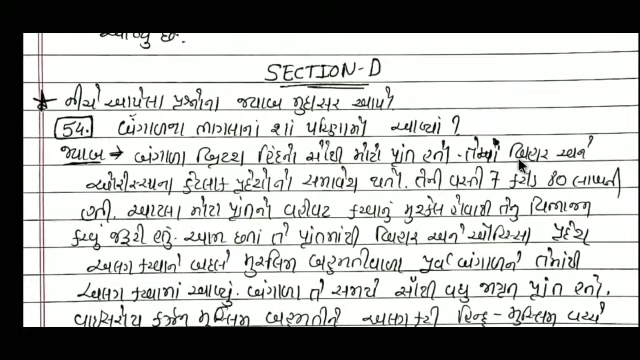 આવ્યું છે.
SECTION-D
★ નીચે આપેલા પ્રશ્નોના જવાબ મુદ્દાસર આપો.
54. બંગાળના ભાગલાનાં શાં પરિણામો આવ્યાં ?
જવાબ → બંગાળ બ્રિટિશ હિંદનો સૌથી મોટો પ્રાંત હતો. તેમાં બિહાર અને
ઓરિસ્સાના કેટલાક પ્રદેશોનો સમાવેશ થતો. તેની વસ્તી 7 કરોડ 80 લાખની
હતી. આટલા મોટા પ્રાંતનો વહીવટ કરવાનું મુશ્કેલ હોવાથી તેનું વિભાજન
કરવું જરૂરી હતું. આમ છતાં તે પ્રાંતમાંથી બિહાર અને ઓરિસ્સા પ્રદેશ
અલગ કરવાને બદલે મુસ્લિમ બહુમતીવાળા પૂર્વ બંગાળને તેમાંથી
અલગ કરવામાં આવ્યું. બંગાળ તે સમયે સૌથી વધુ જાગ્રત પ્રાંત હતો.
વાઇસરોય કર્ઝને મુસ્લિમ બહુમતીને અલગ કરી હિન્દુ-મુસ્લિમ વચ્ચે